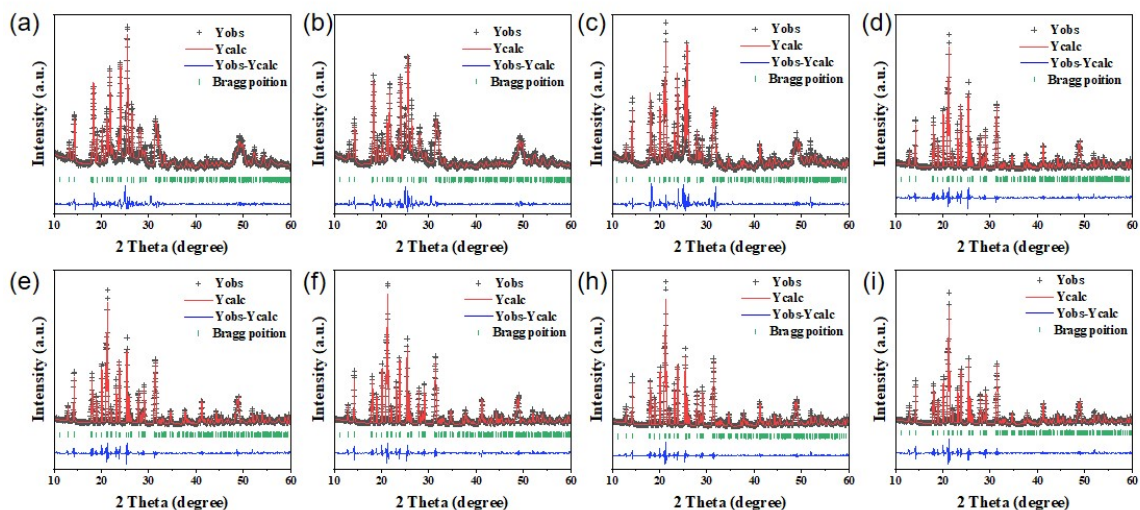 (a)
Yobs
Ycalc
Yobs-Ycalc
Bragg poition
Intensity (a.u.)
10 20 30 40 50 60
2 Theta (degree)
(b)
Yobs
Ycalc
Yobs-Ycalc
Bragg poition
Intensity (a.u.)
10 20 30 40 50 60
2 Theta (degree)
(c)
Yobs
Ycalc
Yobs-Ycalc
Bragg poition
Intensity (a.u.)
10 20 30 40 50 60
2 Theta (degree)
(d)
Yobs
Ycalc
Yobs-Ycalc
Bragg poition
Intensity (a.u.)
10 20 30 40 50 60
2 Theta (degree)
(e)
Yobs
Ycalc
Yobs-Ycalc
Bragg poition
Intensity (a.u.)
10 20 30 40 50 60
2 Theta (degree)
(f)
Yobs
Ycalc
Yobs-Ycalc
Bragg poition
Intensity (a.u.)
10 20 30 40 50 60
2 Theta (degree)
(h)
Yobs
Ycalc
Yobs-Ycalc
Bragg poition
Intensity (a.u.)
10 20 30 40 50 60
2 Theta (degree)
(i)
Yobs
Ycalc
Yobs-Ycalc
Bragg poition
Intensity (a.u.)
10 20 30 40 50 60
2 Theta (degree)